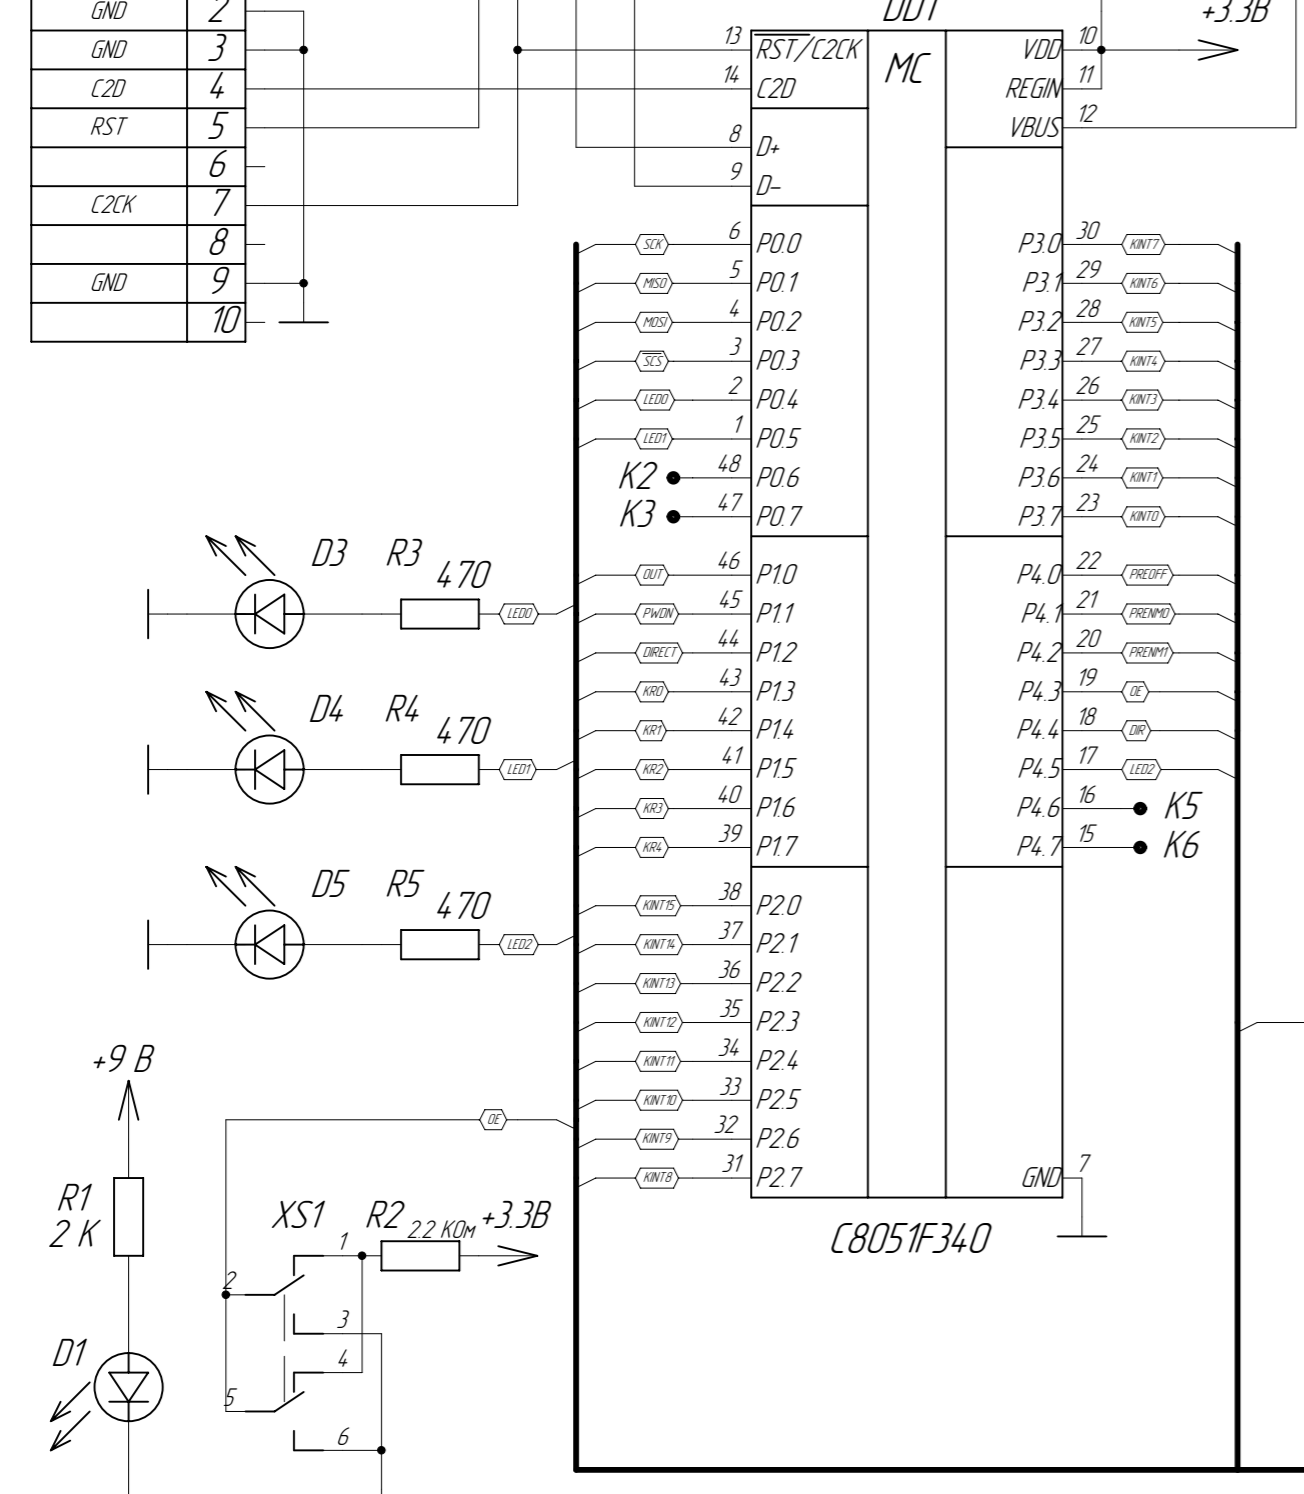 GND 2
GND 3
C2D 4
RST 5
6
C2CK 7
8
GND 9
10
DD1
MC
C8051F340
13 RST/C2CK
14 C2D
8 D+
9 D-
SCK 6 P0.0
MISO 5 P0.1
MOSI 4 P0.2
SCS 3 P0.3
LED0 2 P0.4
LED1 1 P0.5
K2 48 P0.6
K3 47 P0.7
OUT 46 P1.0
PWDN 45 P1.1
DIRECT 44 P1.2
KR0 43 P1.3
KR1 42 P1.4
KR2 41 P1.5
KR3 40 P1.6
KR4 39 P1.7
KINT15 38 P2.0
KINT14 37 P2.1
KINT13 36 P2.2
KINT12 35 P2.3
KINT11 34 P2.4
KINT10 33 P2.5
KINT9 32 P2.6
KINT8 31 P2.7
+3.3В
VDD 10
REGIN 11
VBUS 12
P3.0 30 KINT7
P3.1 29 KINT6
P3.2 28 KINT5
P3.3 27 KINT4
P3.4 26 KINT3
P3.5 25 KINT2
P3.6 24 KINT1
P3.7 23 KINT0
P4.0 22 PREOFF
P4.1 21 PRENM0
P4.2 20 PRENM1
P4.3 19 OE
P4.4 18 DIR
P4.5 17 LED2
P4.6 16 K5
P4.7 15 K6
GND 7
D3 R3 470 LED0
D4 R4 470 LED1
D5 R5 470 LED2
+9 В
R1
2 К
D1
OE
XS1 R2 2.2 КОм +3.3В
1
2
3
4
5
6